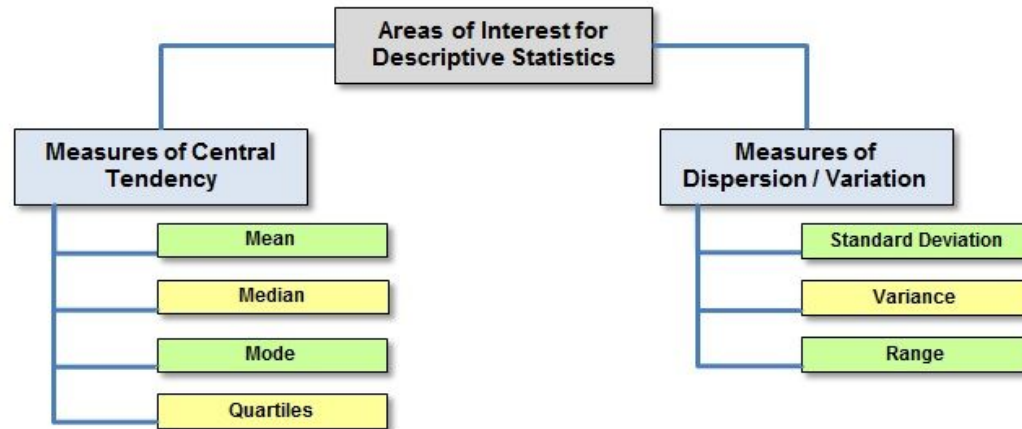 Areas of Interest for
Descriptive Statistics
Measures of Central
Tendency
Mean
Median
Mode
Quartiles
Measures of
Dispersion / Variation
Standard Deviation
Variance
Range